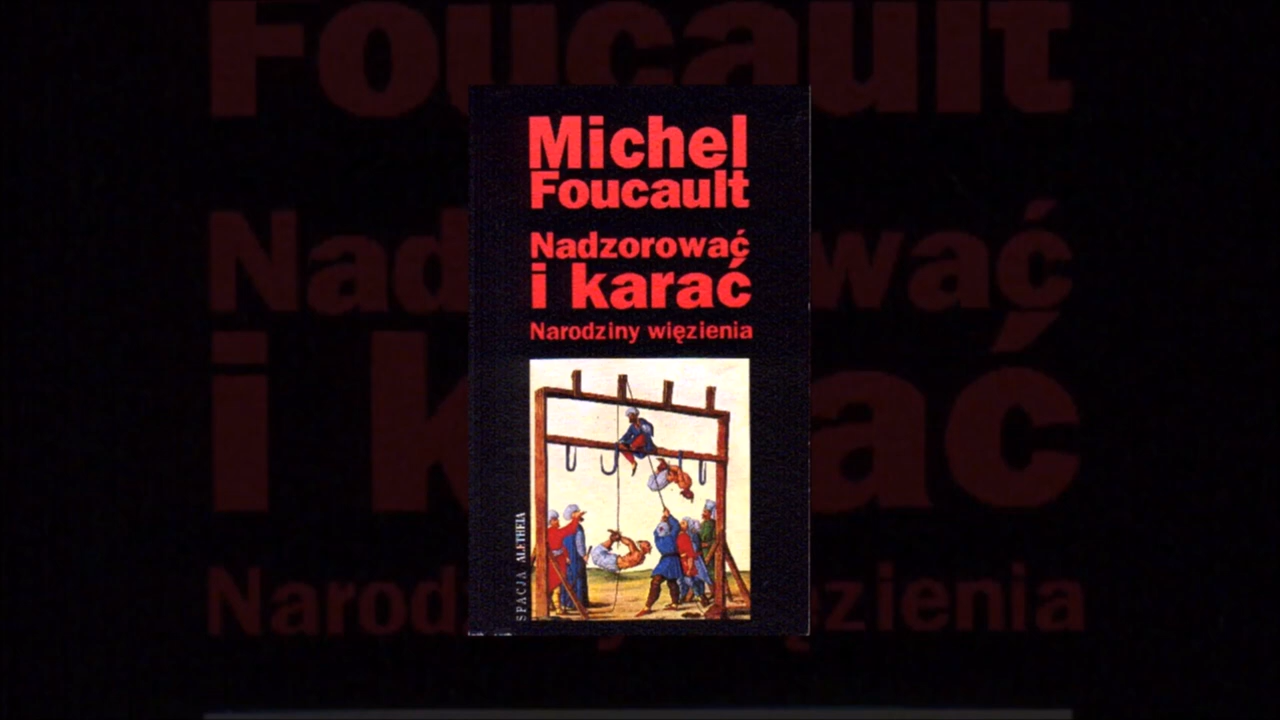 Michel
Foucault
Nadzorować
i karać
Narodziny więzienia
SPACJA ALETHEIA